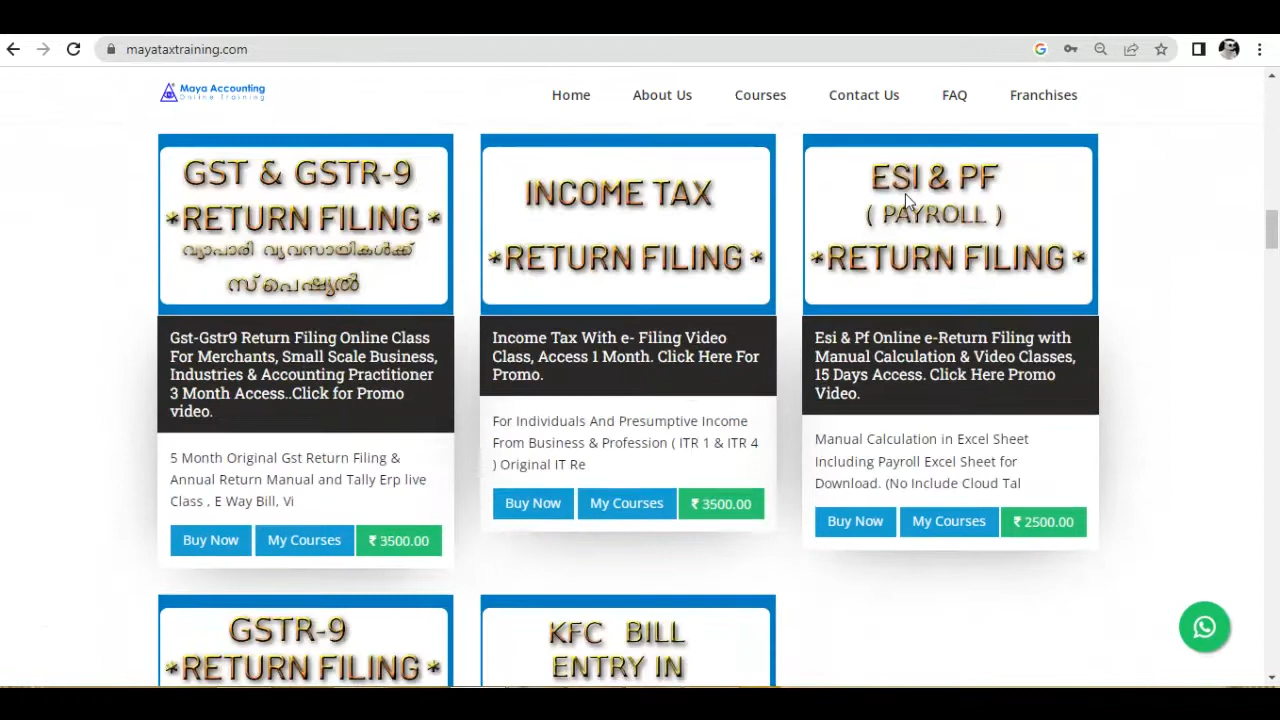 mayataxtraining.com
Maya Accounting
Online Training
Home
About Us
Courses
Contact Us
FAQ
Franchises
GST & GSTR-9
*RETURN FILING*
വ്യാപാരി വ്യവസായികൾക്ക്
സ്പെഷ്യൽ
Gst-Gstr9 Return Filing Online Class
For Merchants, Small Scale Business,
Industries & Accounting Practitioner
3 Month Access..Click for Promo
video.
5 Month Original Gst Return Filing &
Annual Return Manual and Tally Erp live
Class , E Way Bill, Vi
Buy Now
My Courses
₹ 3500.00
INCOME TAX
*RETURN FILING*
Income Tax With e- Filing Video
Class, Access 1 Month. Click Here For
Promo.
For Individuals And Presumptive Income
From Business & Profession ( ITR 1 & ITR 4
) Original IT Re
Buy Now
My Courses
₹ 3500.00
ESI & PF
( PAYROLL )
*RETURN FILING*
Esi & Pf Online e-Return Filing with
Manual Calculation & Video Classes,
15 Days Access. Click Here Promo
Video.
Manual Calculation in Excel Sheet
Including Payroll Excel Sheet for
Download. (No Include Cloud Tal
Buy Now
My Courses
₹ 2500.00
GSTR-9
*RETURN FILING*
KFC BILL
ENTRY IN